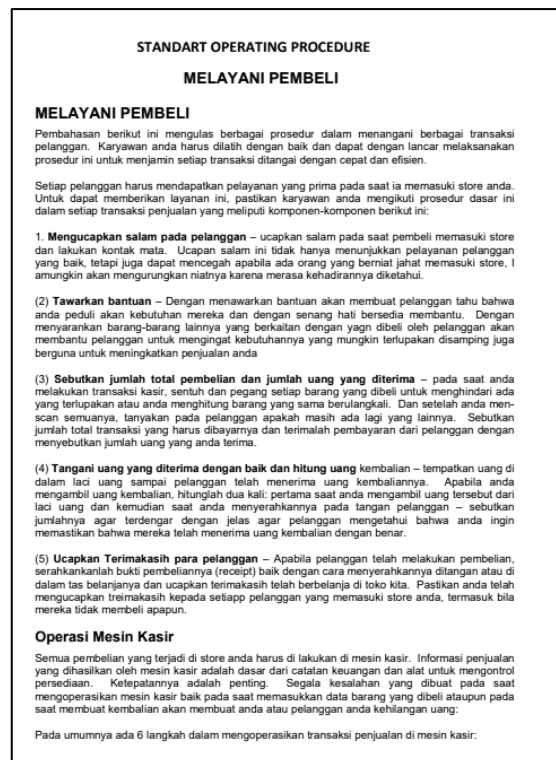 STANDART OPERATING PROCEDURE
MELAYANI PEMBELI
MELAYANI PEMBELI
Pembahasan berikut ini mengulas berbagai prosedur dalam menangani berbagai transaksi
pelanggan. Karyawan anda harus dilatih dengan baik dan dapat dengan lancar melaksanakan
prosedur ini untuk menjamin setiap transaksi ditangai dengan cepat dan efisien.
Setiap pelanggan harus mendapatkan pelayanan yang prima pada saat ia memasuki store anda.
Untuk dapat memberikan layanan ini, pastikan karyawan anda mengikuti prosedur dasar ini
dalam setiap transaksi penjualan yang meliputi komponen-komponen berikut ini:
1. Mengucapkan salam pada pelanggan – ucapkan salam pada saat pembeli memasuki store
dan lakukan kontak mata. Ucapan salam ini tidak hanya menunjukkan pelayanan pelanggan
yang baik, tetapi juga dapat mencegah apabila ada orang yang berniat jahat memasuki store, I
amungkin akan mengurungkan niatnya karena merasa kehadirannya diketahui.
(2) Tawarkan bantuan – Dengan menawarkan bantuan akan membuat pelanggan tahu bahwa
anda peduli akan kebutuhan mereka dan dengan senang hati bersedia membantu. Dengan
menyarankan barang-barang lainnya yang berkaitan dengan yagn dibeli oleh pelanggan akan
membantu pelanggan untuk mengingat kebutuhannya yang mungkin terlupakan disamping juga
berguna untuk meningkatkan penjualan anda
(3) Sebutkan jumlah total pembelian dan jumlah uang yang diterima – pada saat anda
melakukan transaksi kasir, sentuh dan pegang setiap barang yang dibeli untuk menghindari ada
yang terlupakan atau anda menghitung barang yang sama berulangkali. Dan setelah anda men-
scan semuanya, tanyakan pada pelanggan apakah masih ada lagi yang lainnya. Sebutkan
jumlah total transaksi yang harus dibayarnya dan terimalah pembayaran dari pelanggan dengan
menyebutkan jumlah uang yang anda terima.
(4) Tangani uang yang diterima dengan baik dan hitung uang kembalian – tempatkan uang di
dalam laci uang sampai pelanggan telah menerima uang kembaliannya. Apabila anda
mengambil uang kembalian, hitunglah dua kali: pertama saat anda mengambil uang tersebut dari
laci uang dan kemudian saat anda menyerahkannya pada tangan pelanggan – sebutkan
jumlahnya agar terdengar dengan jelas agar pelanggan mengetahui bahwa anda ingin
memastikan bahwa mereka telah menerima uang kembalian dengan benar.
(5) Ucapkan Terimakasih para pelanggan – Apabila pelanggan telah melakukan pembelian,
serahkankanlah bukti pembeliannya (receipt) baik dengan cara menyerahkannya ditangan atau di
dalam tas belanjanya dan ucapkan terimakasih telah berbelanja di toko kita. Pastikan anda telah
mengucapkan treimakasih kepada setiapp pelanggan yang memasuki store anda, termasuk bila
mereka tidak membeli apapun.
Operasi Mesin Kasir
Semua pembelian yang terjadi di store anda harus di lakukan di mesin kasir. Informasi penjualan
yang dihasilkan oleh mesin kasir adalah dasar dari catatan keuangan dan alat untuk mengontrol
persediaan. Ketepatannya adalah penting. Segala kesalahan yang dibuat pada saat
mengoperasikan mesin kasir baik pada saat memasukkan data barang yang dibeli ataupun pada
saat membuat kembalian akan membuat anda atau pelanggan anda kehilangan uang:
Pada umumnya ada 6 langkah dalam mengoperasikan transaksi penjualan di mesin kasir: